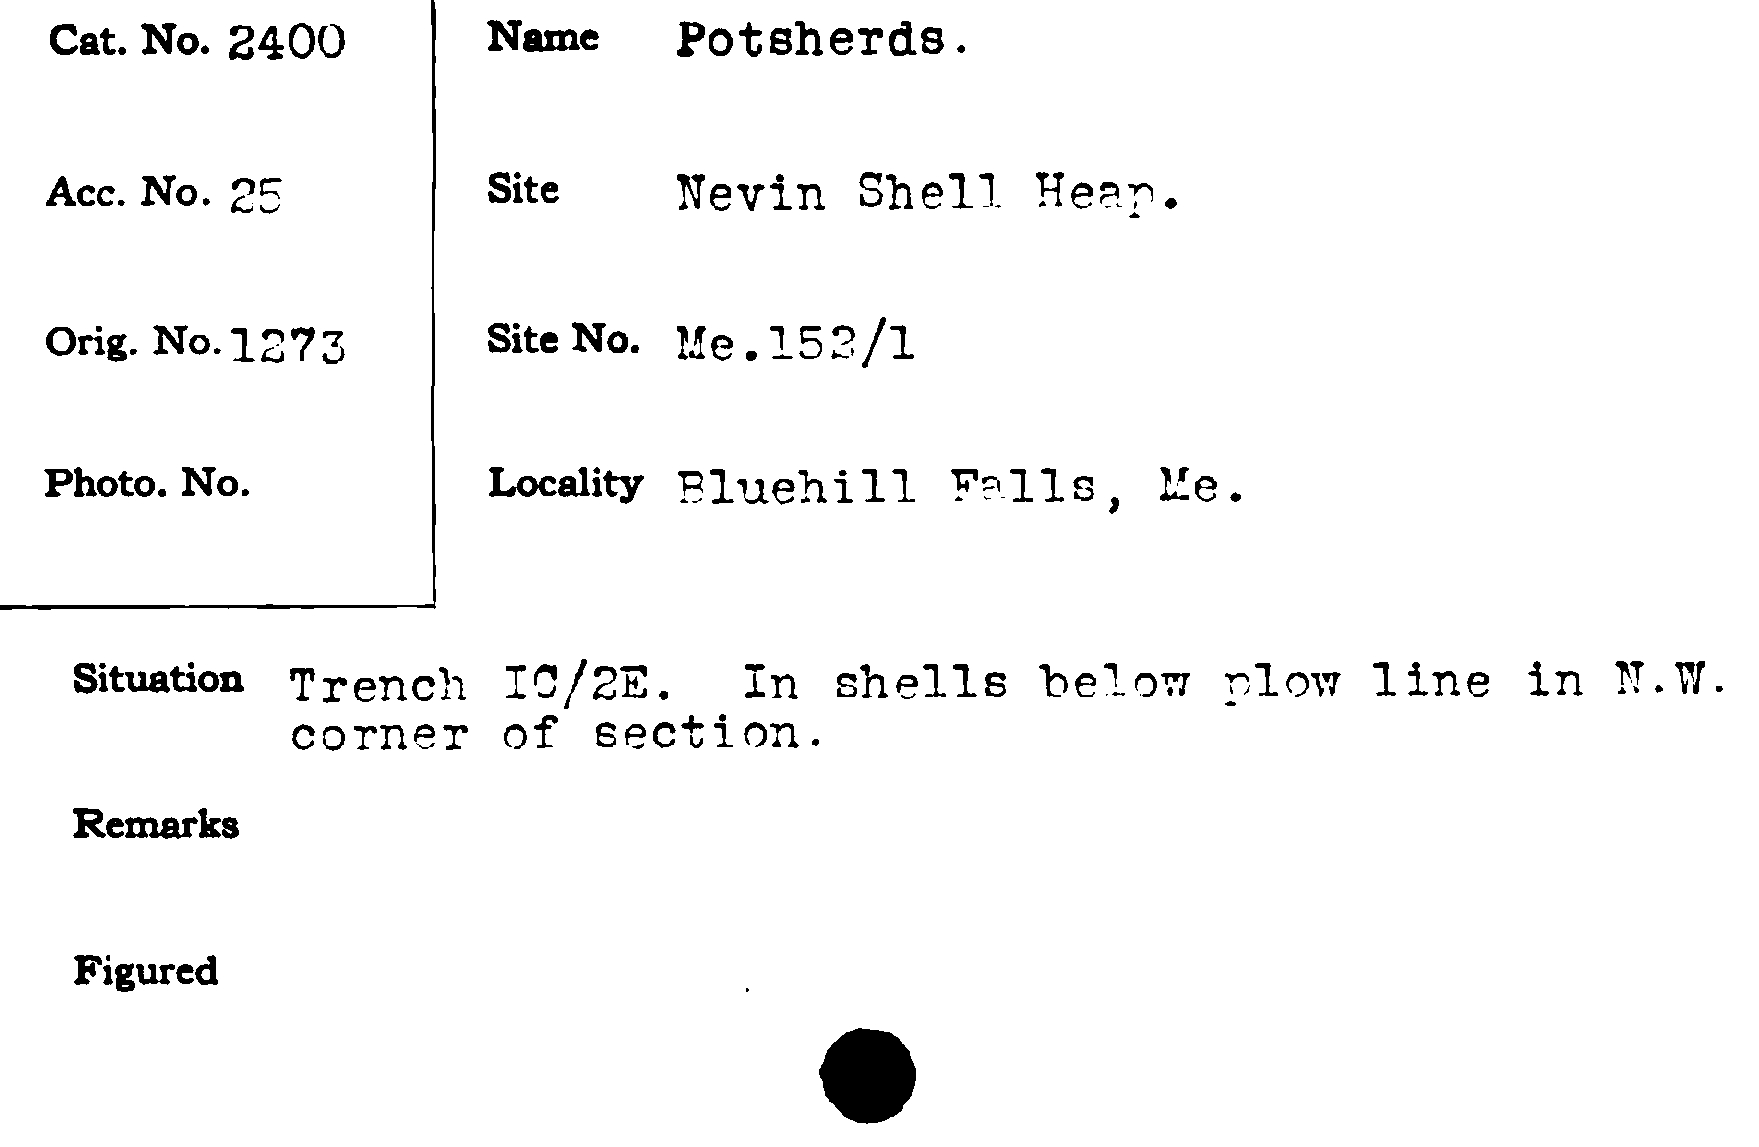 Cat. No. 2400
Name Potsherds.
Acc. No. 25
Site Nevin Shell Heap.
Orig. No. 1273
Site No. Me.152/1
Photo. No.
Locality Bluehill Falls, Me.
Situation Trench IC/2E. In shells below plow line in N.W.
corner of section.
Remarks
Figured